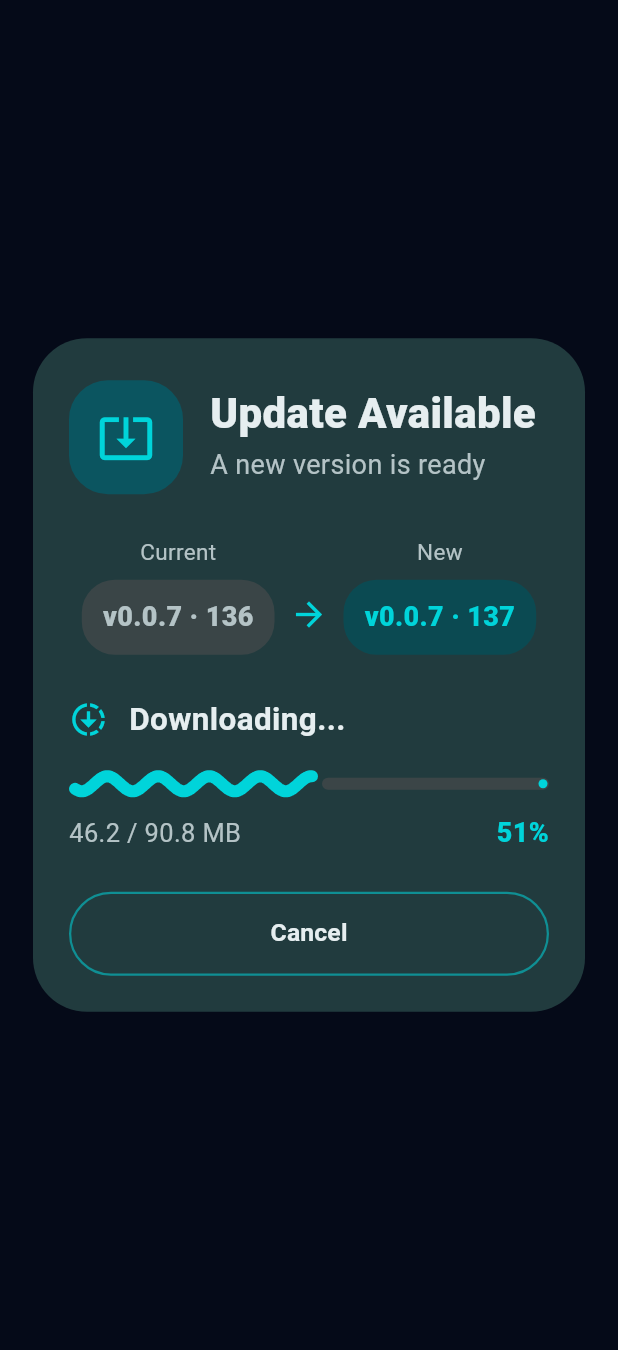 Update Available
A new version is ready
Current
New
v0.0.7 · 136
v0.0.7 · 137
Downloading...
46.2 / 90.8 MB
51%
Cancel